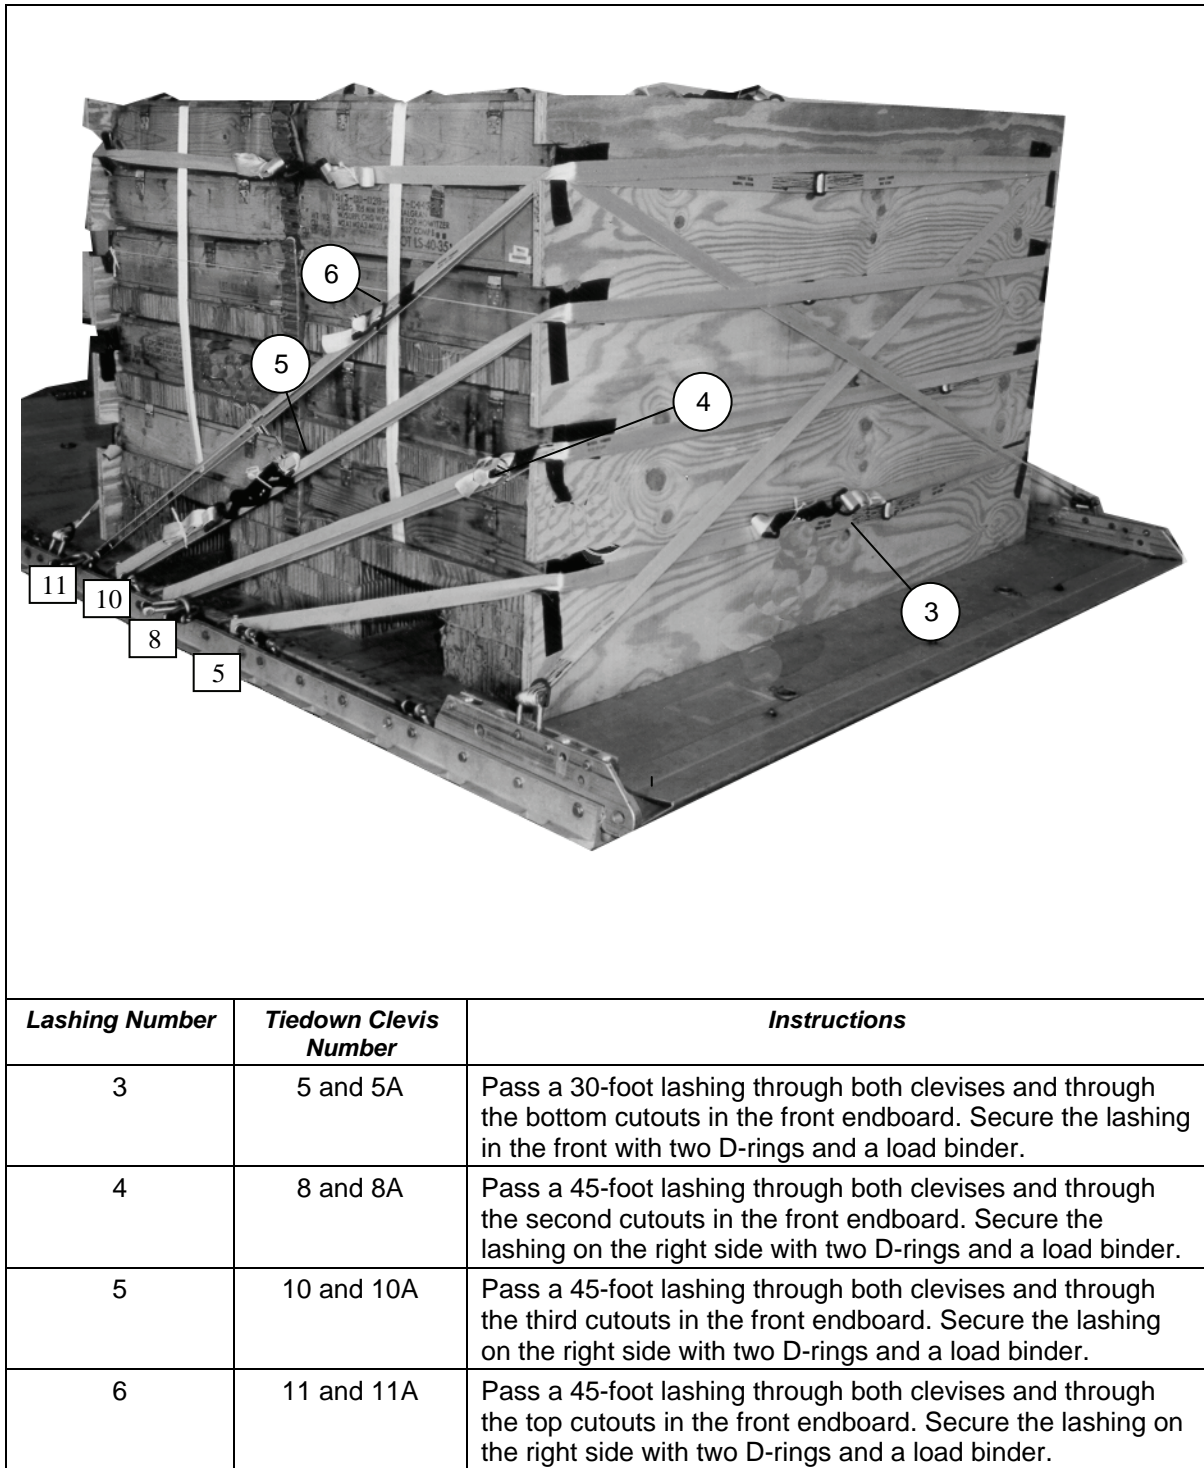 6
5
4
3
11
10
8
5
Lashing Number
Tiedown Clevis
Number
Instructions
3
5 and 5A
Pass a 30-foot lashing through both clevises and through
the bottom cutouts in the front endboard. Secure the lashing
in the front with two D-rings and a load binder.
4
8 and 8A
Pass a 45-foot lashing through both clevises and through
the second cutouts in the front endboard. Secure the
lashing on the right side with two D-rings and a load binder.
5
10 and 10A
Pass a 45-foot lashing through both clevises and through
the third cutouts in the front endboard. Secure the lashing
on the right side with two D-rings and a load binder.
6
11 and 11A
Pass a 45-foot lashing through both clevises and through
the top cutouts in the front endboard. Secure the lashing on
the right side with two D-rings and a load binder.